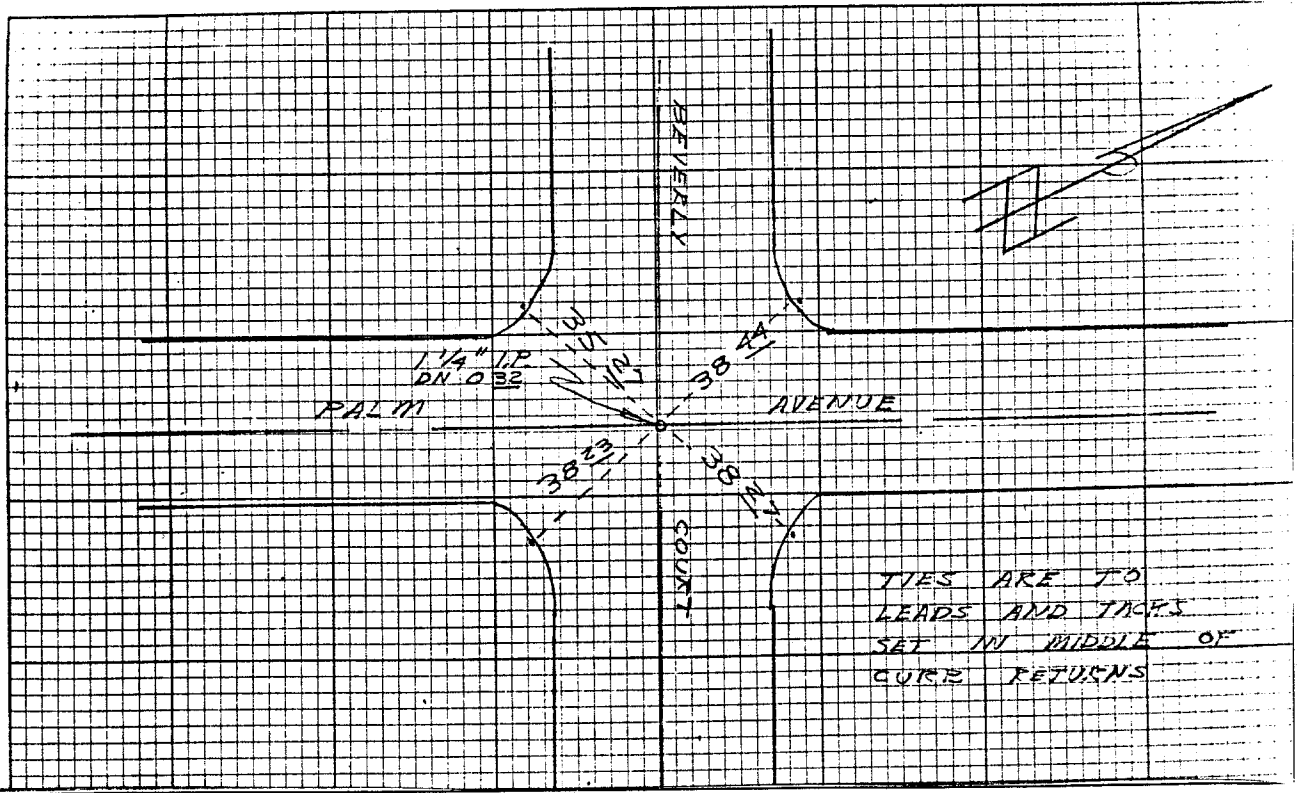 BEVERLY
N
1 1/4" I.P.
DN 0 32
35
38 44
PALM AVENUE
38 23
38
COURT
TIES ARE TO
LEADS AND TACKS
SET IN MIDDLE OF
CURB RETURNS